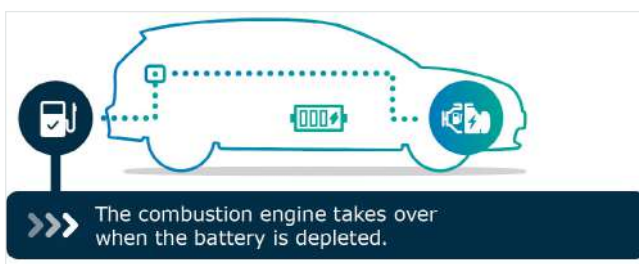 The combustion engine takes over
when the battery is depleted.